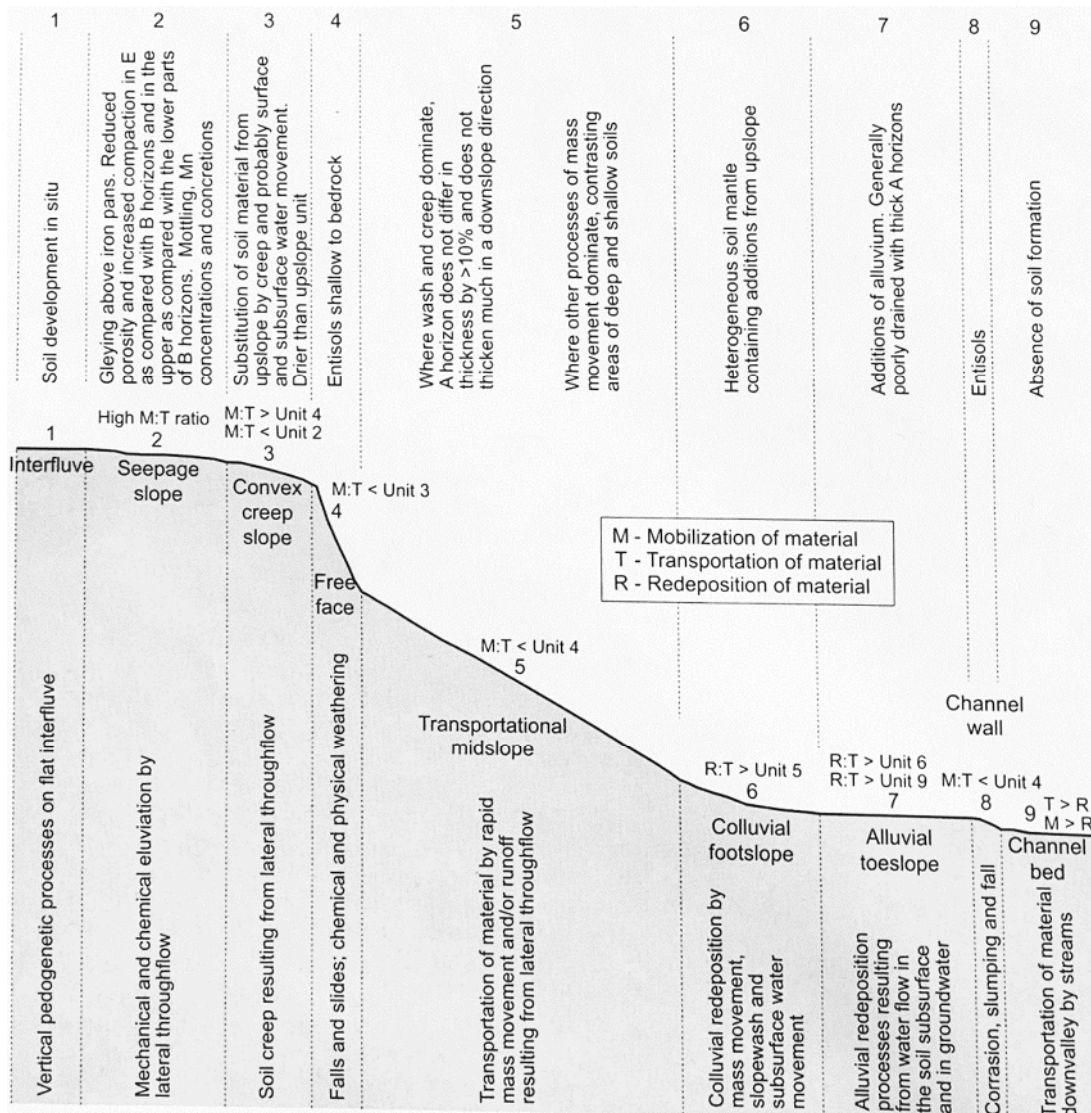 1
2
3
4
5
6
7
8
9
Soil development in situ
Gleying above iron pans. Reduced
porosity and increased compaction in E
as compared with B horizons and in the
upper as compared with the lower parts
of B horizons. Mottling, Mn
concentrations and concretions
Substitution of soil material from
upslope by creep and probably surface
and subsurface water movement.
Drier than upslope unit
Entisols shallow to bedrock
Where wash and creep dominate,
A horizon does not differ in
thickness by >10% and does not
thicken much in a downslope direction
Where other processes of mass
movement dominate, contrasting
areas of deep and shallow soils
Heterogeneous soil mantle
containing additions from upslope
Additions of alluvium. Generally
poorly drained with thick A horizons
Entisols
Absence of soil formation
1
Interfluve
High M:T ratio
2
Seepage
slope
M:T > Unit 4
M:T < Unit 2
3
Convex
creep
slope
M:T < Unit 3
4
Free
face
M - Mobilization of material
T - Transportation of material
R - Redeposition of material
M:T < Unit 4
5
Transportational
midslope
R:T > Unit 5
6
Colluvial
footslope
R:T > Unit 6
R:T > Unit 9
7
Alluvial
toeslope
Channel
wall
M:T < Unit 4
8
T > R
M > R
9
Channel
bed
Vertical pedogenetic processes on flat interfluve
Mechanical and chemical eluviation by
lateral throughflow
Soil creep resulting from lateral throughflow
Falls and slides; chemical and physical weathering
Transportation of material by rapid
mass movement and/or runoff
resulting from lateral throughflow
Colluvial redeposition by
mass movement,
slopewash and
subsurface water
movement
Alluvial redeposition
processes resulting
from water flow in
the soil subsurface
and in groundwater
Corrasion, slumping and fall
Transportation of material
downvalley by streams